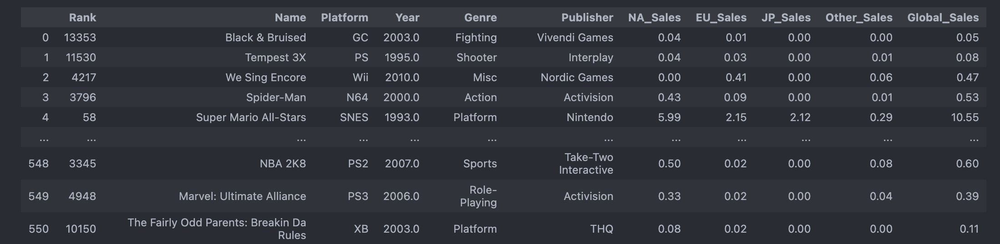 Rank Name Platform Year Genre Publisher NA_Sales EU_Sales JP_Sales Other_Sales Global_Sales
0 13353 Black & Bruised GC 2003.0 Fighting Vivendi Games 0.04 0.01 0.00 0.00 0.05
1 11530 Tempest 3X PS 1995.0 Shooter Interplay 0.04 0.03 0.00 0.01 0.08
2 4217 We Sing Encore Wii 2010.0 Misc Nordic Games 0.00 0.41 0.00 0.06 0.47
3 3796 Spider-Man N64 2000.0 Action Activision 0.43 0.09 0.00 0.01 0.53
4 58 Super Mario All-Stars SNES 1993.0 Platform Nintendo 5.99 2.15 2.12 0.29 10.55
... ... ... ... ... ... ... ... ... ... ... ...
548 3345 NBA 2K8 PS2 2007.0 Sports Take-Two
Interactive 0.50 0.02 0.00 0.08 0.60
549 4948 Marvel: Ultimate Alliance PS3 2006.0 Role-
Playing Activision 0.33 0.02 0.00 0.04 0.39
550 10150 The Fairly Odd Parents: Breakin Da
Rules XB 2003.0 Platform THQ 0.08 0.02 0.00 0.00 0.11